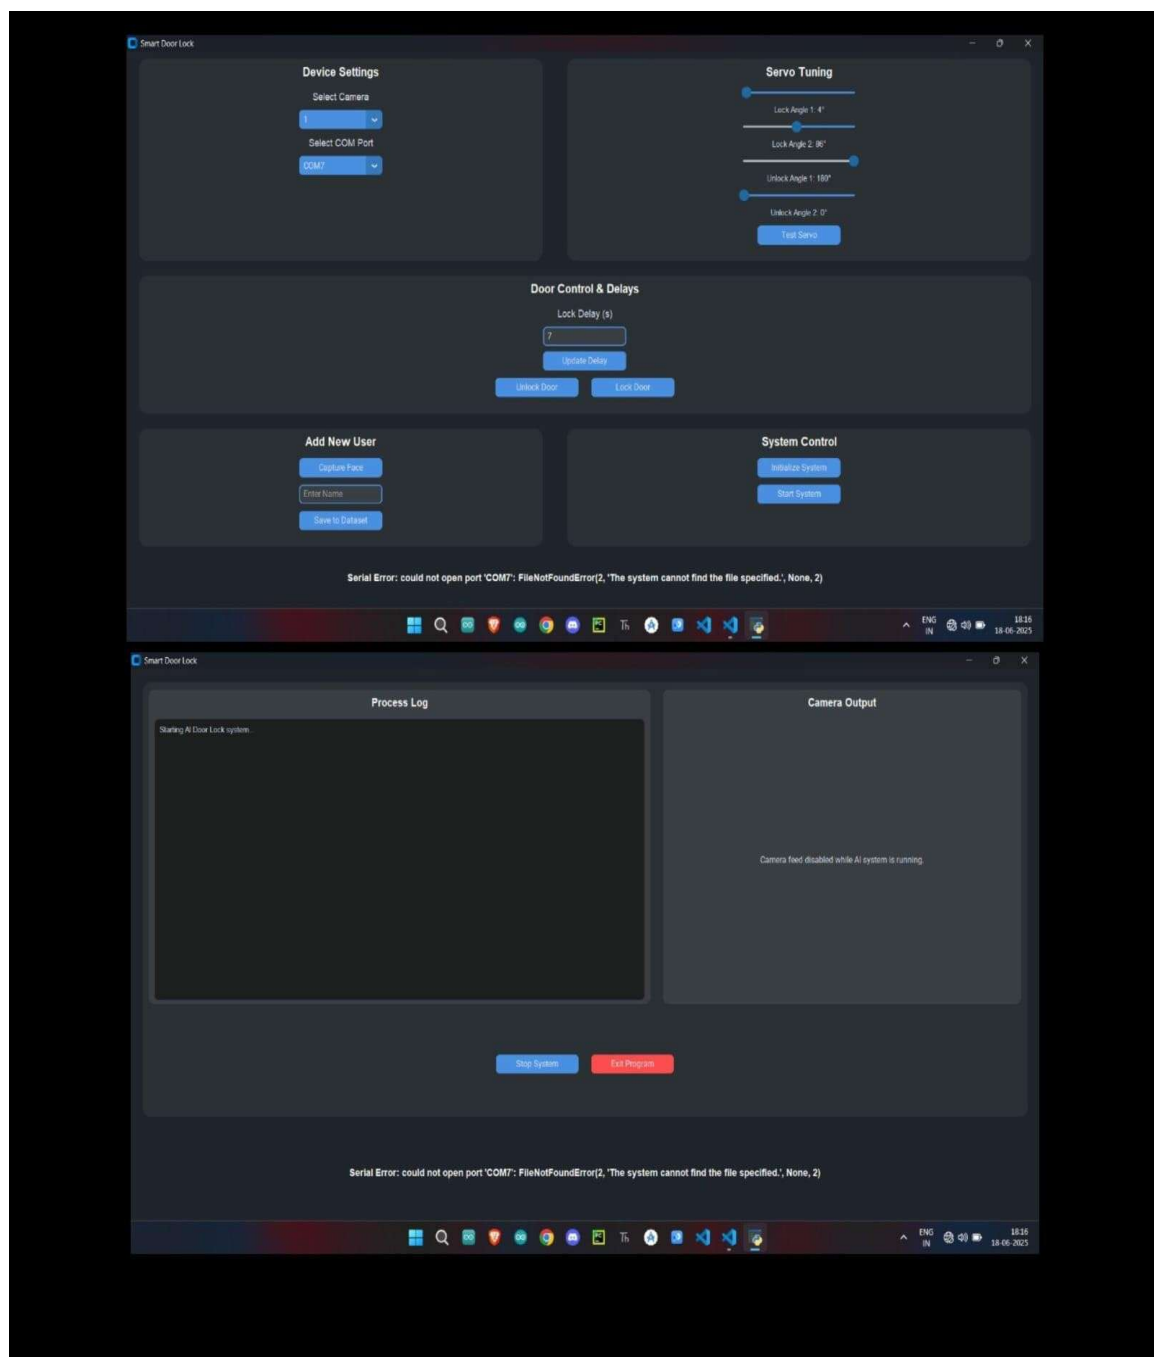 Smart Door Lock
Device Settings
Select Camera
1
Select COM Port
COM7
Servo Tuning
Lock Angle 1: 4°
Lock Angle 2: 86°
Unlock Angle 1: 180°
Unlock Angle 2: 0°
Test Servo
Door Control & Delays
Lock Delay (s)
7
Update Delay
Unlock Door Lock Door
Add New User
Capture Face
Enter Name
Save to Dataset
System Control
Initialize System
Start System
Serial Error: could not open port 'COM7': FileNotFoundError(2, 'The system cannot find the file specified.', None, 2)
ENG
IN
18:16
18-06-2025
Smart Door Lock
Process Log
Starting AI Door Lock system...
Camera Output
Camera feed disabled while AI system is running.
Stop System Exit Program
Serial Error: could not open port 'COM7': FileNotFoundError(2, 'The system cannot find the file specified.', None, 2)
ENG
IN
18:16
18-06-2025